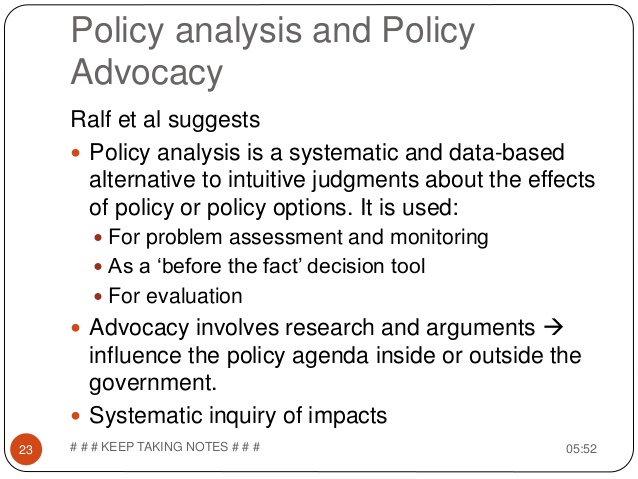 Policy analysis and Policy
Advocacy
Ralf et al suggests
• Policy analysis is a systematic and data-based
alternative to intuitive judgments about the effects
of policy or policy options. It is used:
• For problem assessment and monitoring
• As a ‘before the fact’ decision tool
• For evaluation
• Advocacy involves research and arguments →
influence the policy agenda inside or outside the
government.
• Systematic inquiry of impacts
23 # # # KEEP TAKING NOTES # # # 05:52